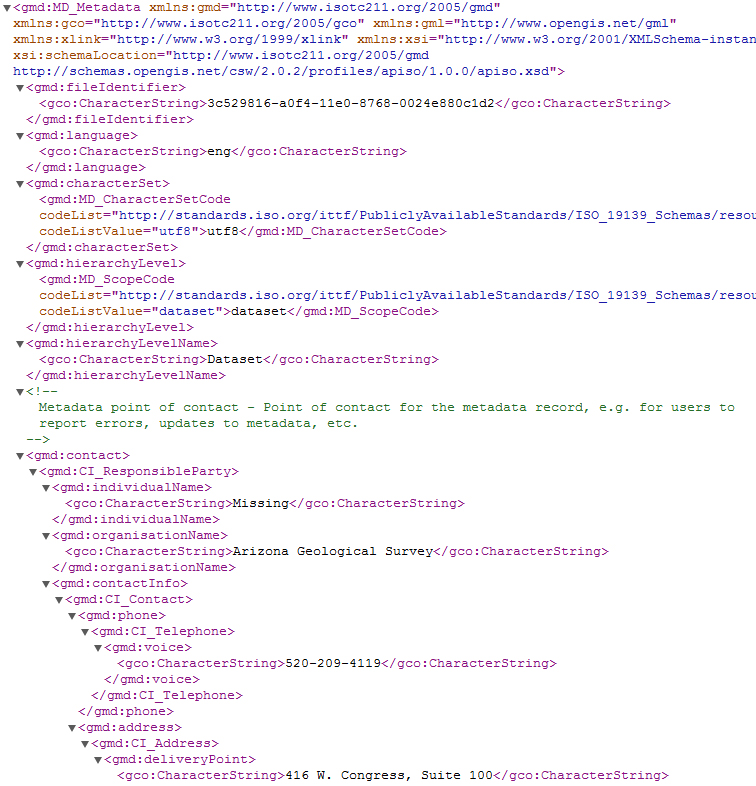 <gmd:MD_Metadata xmlns:gmd="http://www.isotc211.org/2005/gmd"
xmlns:gco="http://www.isotc211.org/2005/gco" xmlns:gml="http://www.opengis.net/gml"
xmlns:xlink="http://www.w3.org/1999/xlink" xmlns:xsi="http://www.w3.org/2001/XMLSchema-instan
xsi:schemaLocation="http://www.isotc211.org/2005/gmd
http://schemas.opengis.net/csw/2.0.2/profiles/apiso/1.0.0/apiso.xsd">
<gmd:fileIdentifier>
<gco:CharacterString>3c529816-a0f4-11e0-8768-0024e880c1d2</gco:CharacterString>
</gmd:fileIdentifier>
<gmd:language>
<gco:CharacterString>eng</gco:CharacterString>
</gmd:language>
<gmd:characterSet>
<gmd:MD_CharacterSetCode
codeList="http://standards.iso.org/ittf/PubliclyAvailableStandards/ISO_19139_Schemas/resou
codeListValue="utf8">utf8</gmd:MD_CharacterSetCode>
</gmd:characterSet>
<gmd:hierarchyLevel>
<gmd:MD_ScopeCode
codeList="http://standards.iso.org/ittf/PubliclyAvailableStandards/ISO_19139_Schemas/resou
codeListValue="dataset">dataset</gmd:MD_ScopeCode>
</gmd:hierarchyLevel>
<gmd:hierarchyLevelName>
<gco:CharacterString>Dataset</gco:CharacterString>
</gmd:hierarchyLevelName>
<!--
Metadata point of contact - Point of contact for the metadata record, e.g. for users to
report errors, updates to metadata, etc.
-->
<gmd:contact>
<gmd:CI_ResponsibleParty>
<gmd:individualName>
<gco:CharacterString>Missing</gco:CharacterString>
</gmd:individualName>
<gmd:organisationName>
<gco:CharacterString>Arizona Geological Survey</gco:CharacterString>
</gmd:organisationName>
<gmd:contactInfo>
<gmd:CI_Contact>
<gmd:phone>
<gmd:CI_Telephone>
<gmd:voice>
<gco:CharacterString>520-209-4119</gco:CharacterString>
</gmd:voice>
</gmd:CI_Telephone>
</gmd:phone>
<gmd:address>
<gmd:CI_Address>
<gmd:deliveryPoint>
<gco:CharacterString>416 W. Congress, Suite 100</gco:CharacterString>